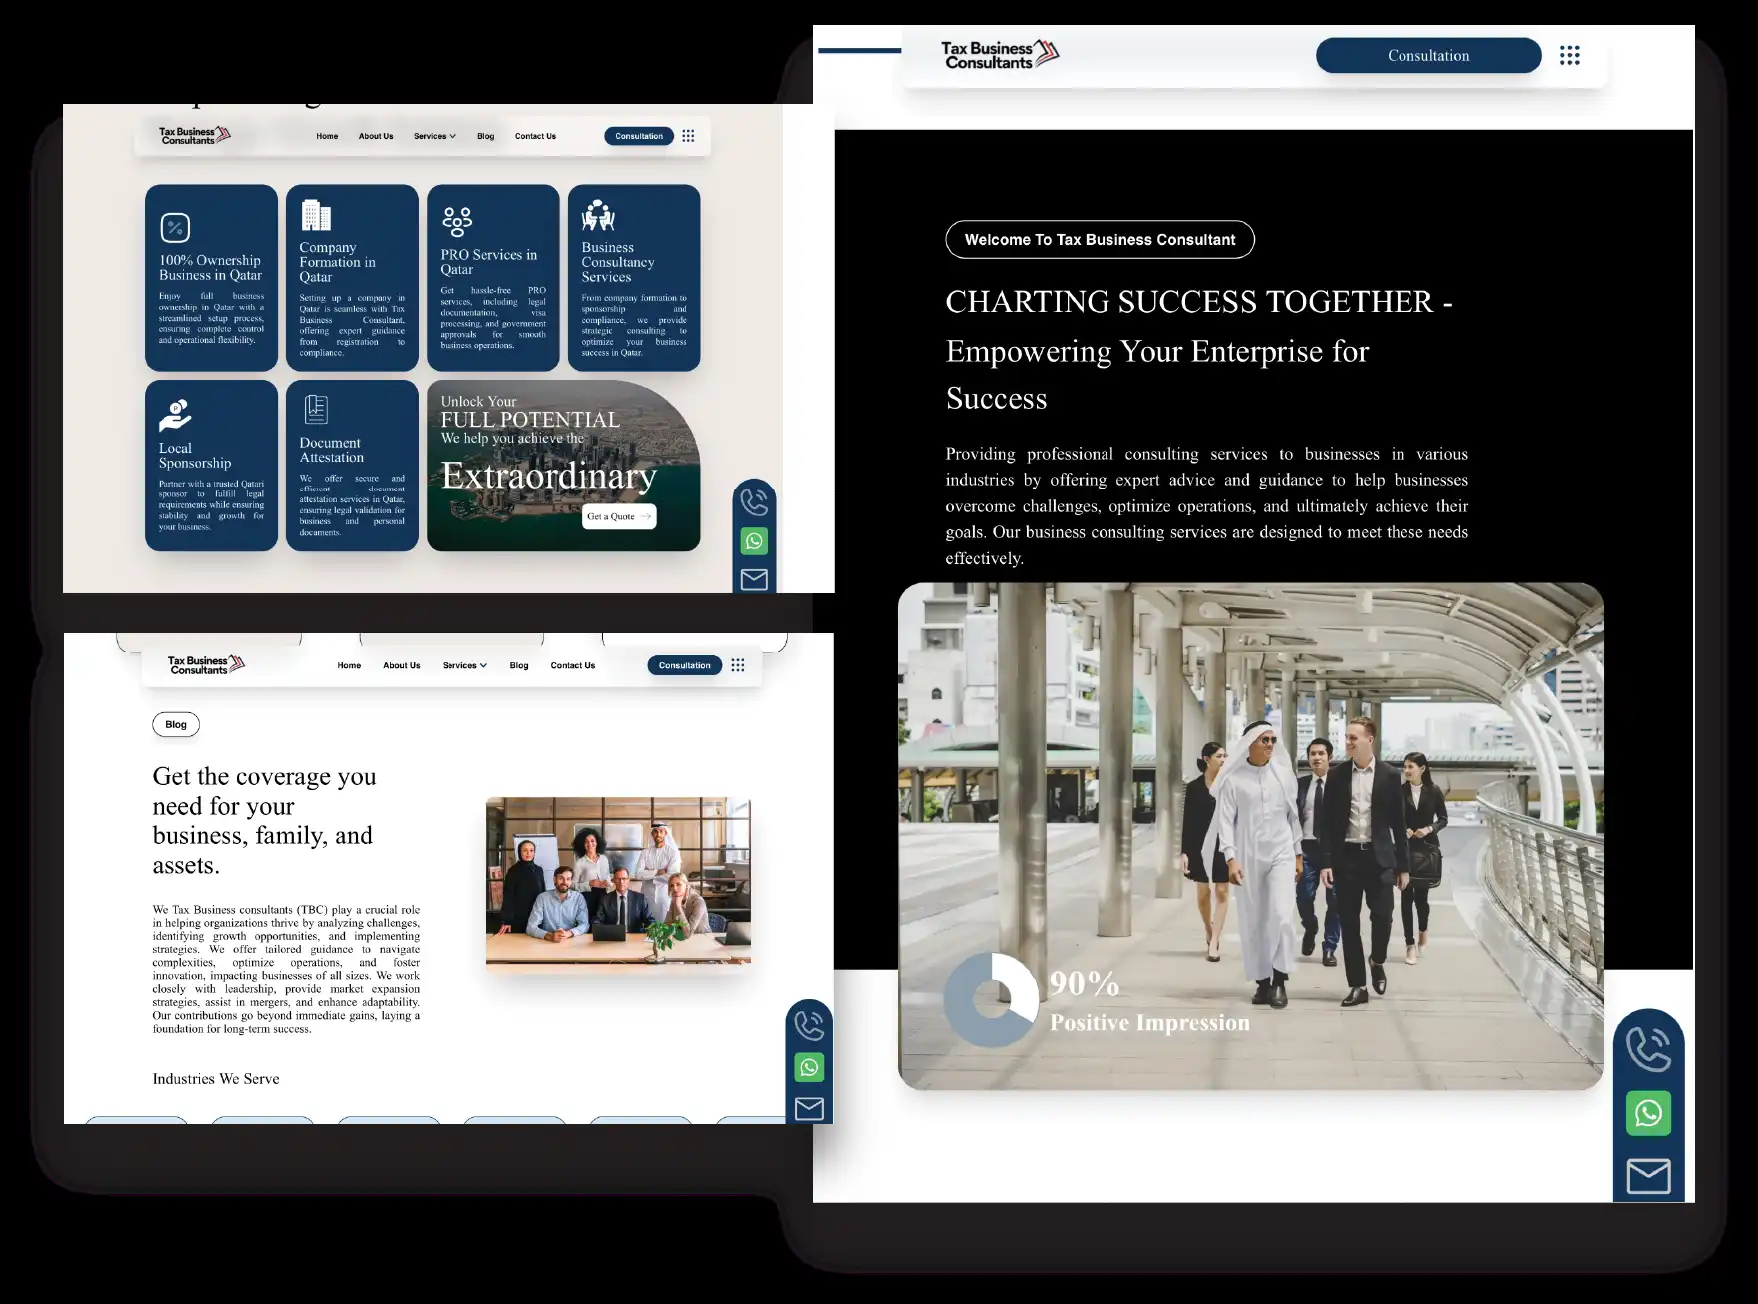 Tax Business
Consultants
Home About Us Services Blog Contact Us
Consultation
100% Ownership
Business in Qatar
Enjoy full business
ownership in Qatar with a
streamlined setup process,
ensuring complete control
and operational flexibility.
Company
Formation in
Qatar
Setting up a company in
Qatar is seamless with Tax
Business Consultant,
offering expert guidance
from registration to
compliance.
PRO Services in
Qatar
Get hassle-free PRO
services, including legal
documentation, visa
processing, and government
approvals for smooth
business operations.
Business
Consultancy
Services
From company formation to
sponsorship and
compliance, we provide
strategic consulting to
optimize your business
success in Qatar.
Local
Sponsorship
Partner with a trusted Qatari
sponsor to fulfill legal
requirements while ensuring
stability and growth for
your business.
Document
Attestation
We offer secure and
efficient document
attestation services in Qatar,
ensuring legal validation for
business and personal
documents.
Unlock Your
FULL POTENTIAL
We help you achieve the
Extraordinary
Get a Quote
Tax Business
Consultants
Home About Us Services Blog Contact Us
Consultation
Blog
Get the coverage you
need for your
business, family, and
assets.
We Tax Business consultants (TBC) play a crucial role
in helping organizations thrive by analyzing challenges,
identifying growth opportunities, and implementing
strategies. We offer tailored guidance to navigate
complexities, optimize operations, and foster
innovation, impacting businesses of all sizes. We work
closely with leadership, provide market expansion
strategies, assist in mergers, and enhance adaptability.
Our contributions go beyond immediate gains, laying a
foundation for long-term success.
Industries We Serve
Tax Business
Consultants
Consultation
Welcome To Tax Business Consultant
CHARTING SUCCESS TOGETHER -
Empowering Your Enterprise for
Success
Providing professional consulting services to businesses in various
industries by offering expert advice and guidance to help businesses
overcome challenges, optimize operations, and ultimately achieve their
goals. Our business consulting services are designed to meet these needs
effectively.
90%
Positive Impression